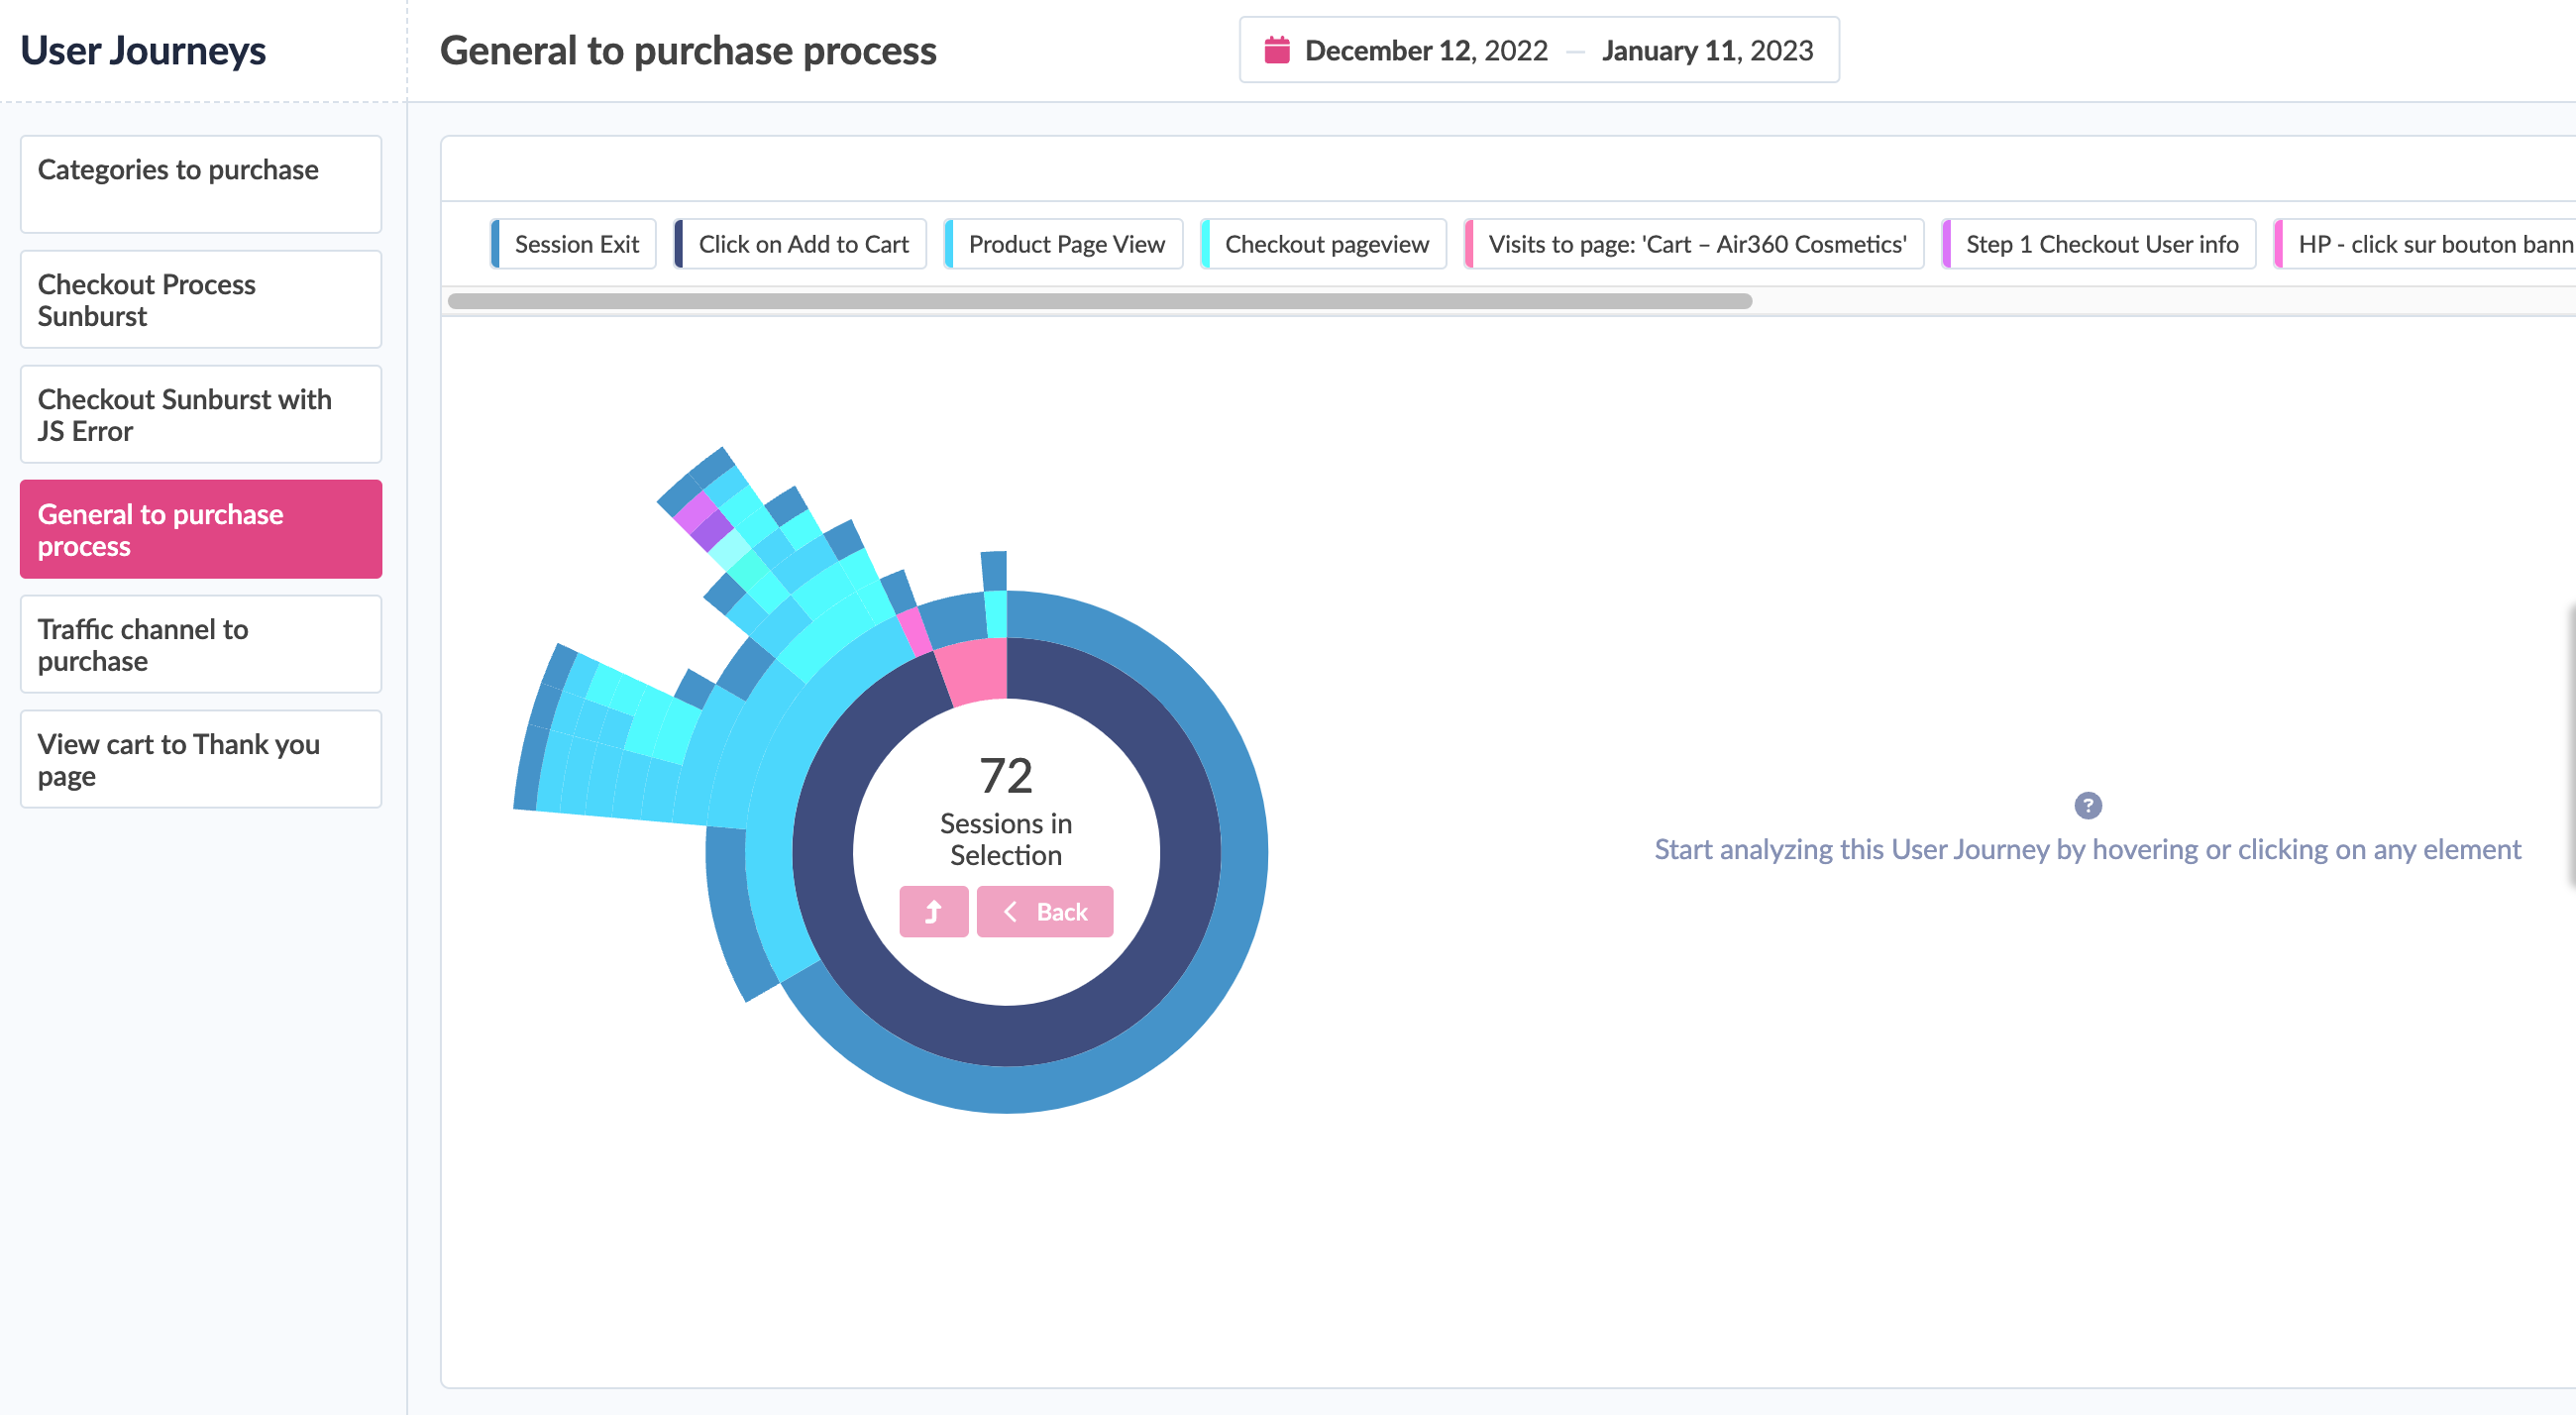 User Journeys
General to purchase process
December 12, 2022 — January 11, 2023
Categories to purchase
Checkout Process
Sunburst
Checkout Sunburst with
JS Error
General to purchase
process
Traffic channel to
purchase
View cart to Thank you
page
Session Exit
Click on Add to Cart
Product Page View
Checkout pageview
Visits to page: 'Cart – Air360 Cosmetics'
Step 1 Checkout User info
HP - click sur bouton bann
72
Sessions in
Selection
Back
?
Start analyzing this User Journey by hovering or clicking on any element